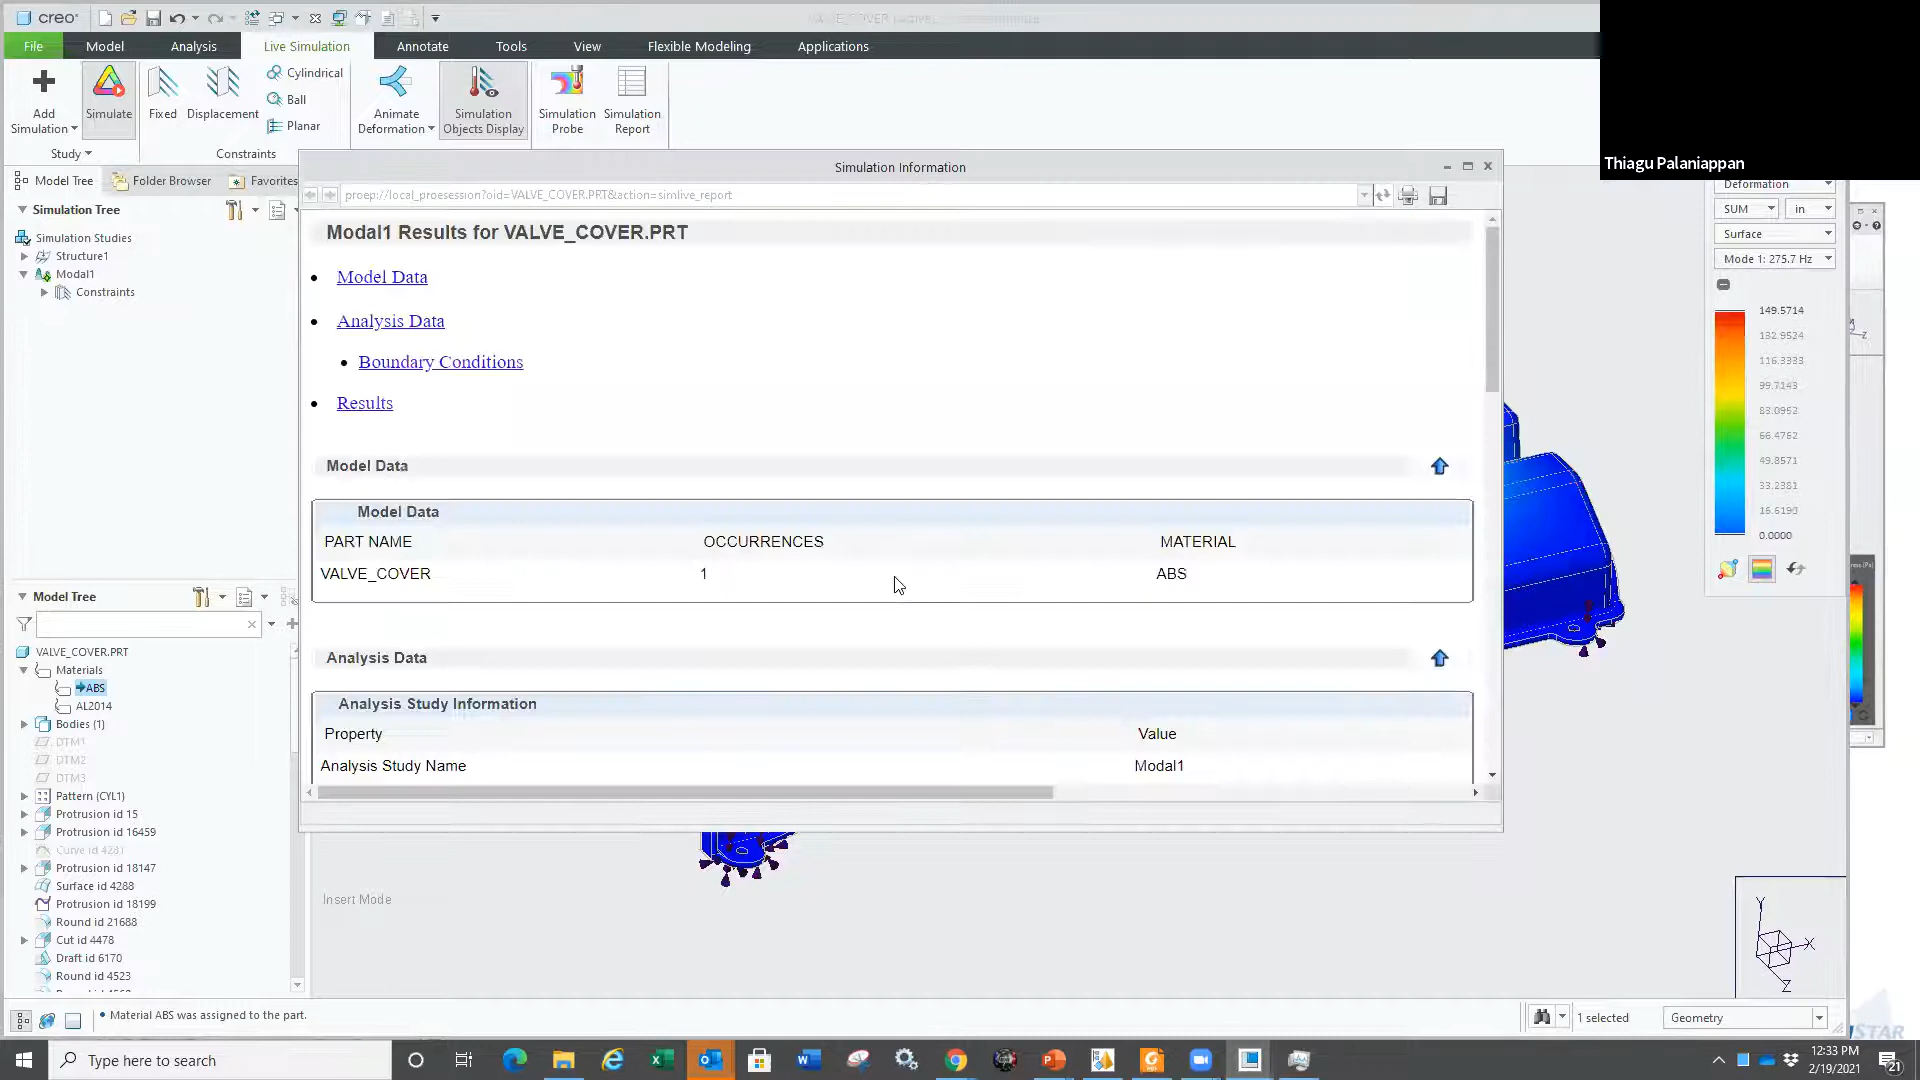 creo
File Model Analysis Live Simulation Annotate Tools View Flexible Modeling Applications
Add Simulation
Simulate
Fixed
Displacement
Cylindrical
Ball
Planar
Animate Deformation
Simulation Objects Display
Simulation Probe
Simulation Report
Study
Constraints
Thiagu Palaniappan
Model Tree Folder Browser Favorites
Simulation Tree
Simulation Studies
Structure1
Modal1
Constraints
Simulation Information
proep://local_proesession?oid=VALVE_COVER.PRT&action=simlive_report
Modal1 Results for VALVE_COVER.PRT
Model Data
Analysis Data
Boundary Conditions
Results
Model Data
Model Data
PART NAME OCCURRENCES MATERIAL
VALVE_COVER 1 ABS
Analysis Data
Analysis Study Information
Property Value
Analysis Study Name Modal1
Deformation
SUM in
Surface
Mode 1: 275.7 Hz
149.5714
132.9524
116.3333
99.7143
83.0952
66.4762
49.8571
33.2381
16.6190
0.0000
Model Tree
VALVE_COVER.PRT
Materials
ABS
AL2014
Bodies (1)
DTM1
DTM2
DTM3
Pattern (CYL1)
Protrusion id 15
Protrusion id 16459
Curve id 4281
Protrusion id 18147
Surface id 4288
Protrusion id 18199
Round id 21688
Cut id 4478
Draft id 6170
Round id 4523
Insert Mode
Y
X
Z
Material ABS was assigned to the part.
1 selected
Geometry
Type here to search
12:33 PM
2/19/2021
21